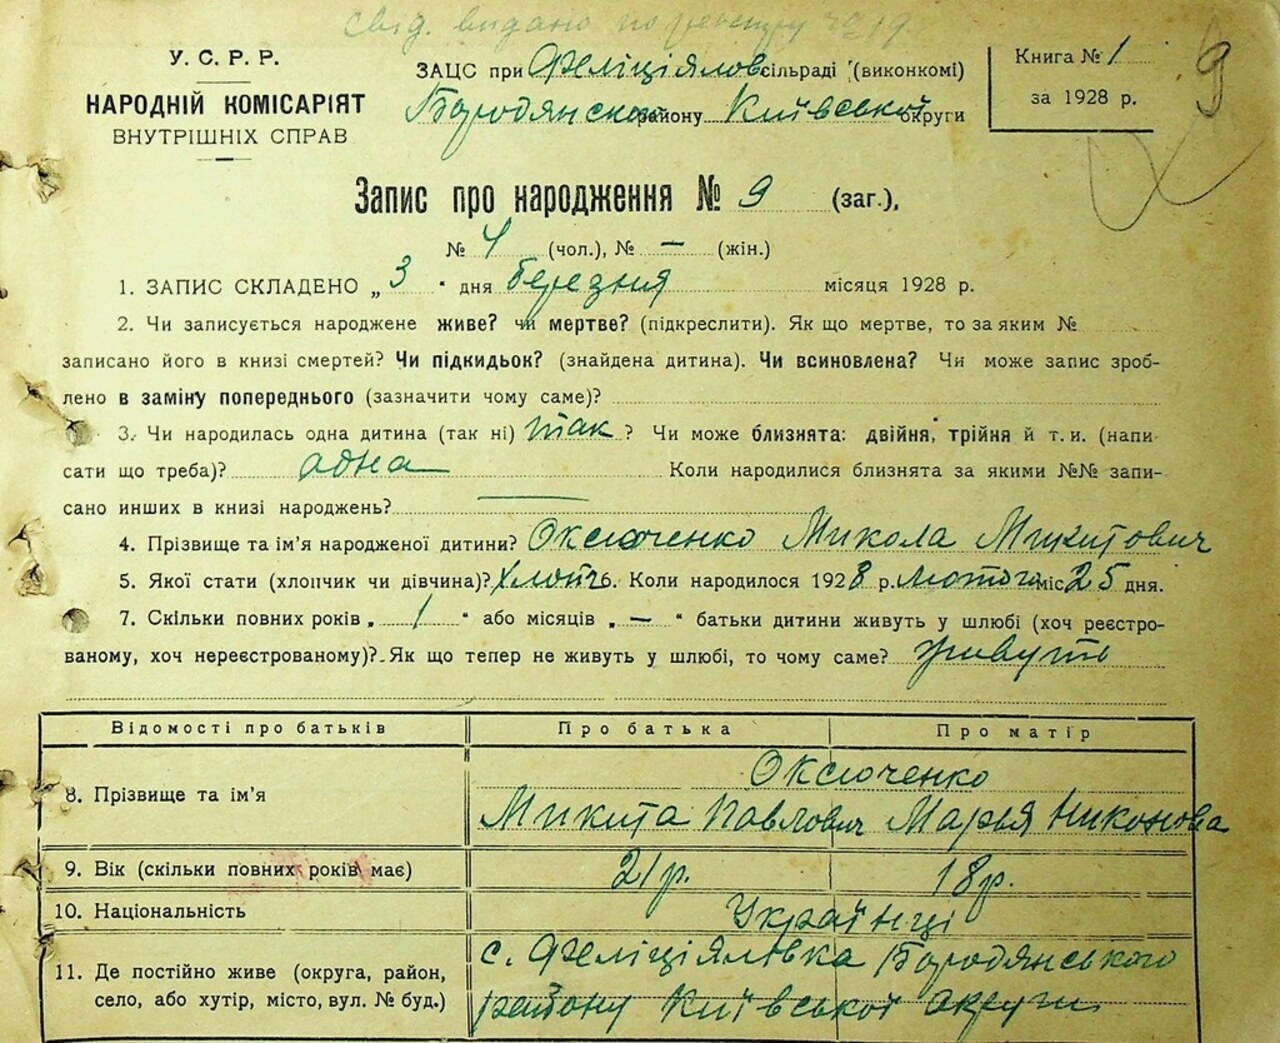 свід. видано по реєстру № 19
У. С. Р. Р.
НАРОДНІЙ КОМІСАРІЯТ
ВНУТРІШНІХ СПРАВ
ЗАЦС при Феліціялов сільраді (виконкомі)
Бородянськ району Київської округи
Книга № 1
за 1928 р.
9
Запис про народження № 9 (заг.),
№ 4 (чол.), № — (жін.)
1. ЗАПИС СКЛАДЕНО „ 3 " дня березня місяця 1928 р.
2. Чи записується народжене живе? чи мертве? (підкреслити). Як що мертве, то за яким №
записано його в книзі смертей? Чи підкидьок? (знайдена дитина). Чи всиновлена? Чи може запис зроб-
лено в заміну попереднього (зазначити чому саме)?
3. Чи народилась одна дитина (так ні) так ? Чи може близнята: двійня, трійня й т. и. (напи-
сати що треба)? одна Коли народилися близнята за якими №№ запи-
сано инших в книзі народжень? —
4. Прізвище та ім'я народженої дитини? Оксюченко Микола Микитович
5. Якої стати (хлопчик чи дівчина)? Хлопч 6. Коли народилося 1928 р. лютого міс 25 дня.
7. Скільки повних років „ 1 " або місяців „ — " батьки дитини живуть у шлюбі (хоч реєстро-
ваному, хоч нереєстрованому)? Як що тепер не живуть у шлюбі, то чому саме? живуть
Відомості про батьків Про батька Про матір
Оксюченко
8. Прізвище та ім'я Микита Павлович Марья Никонова
9. Вік (скільки повних років має) 21 р. 18 р.
10. Національність Українці
11. Де постійно живе (округа, район, с. Феліціяловка Бородянського
село, або хутір, місто, вул. № буд.) району Київської округи